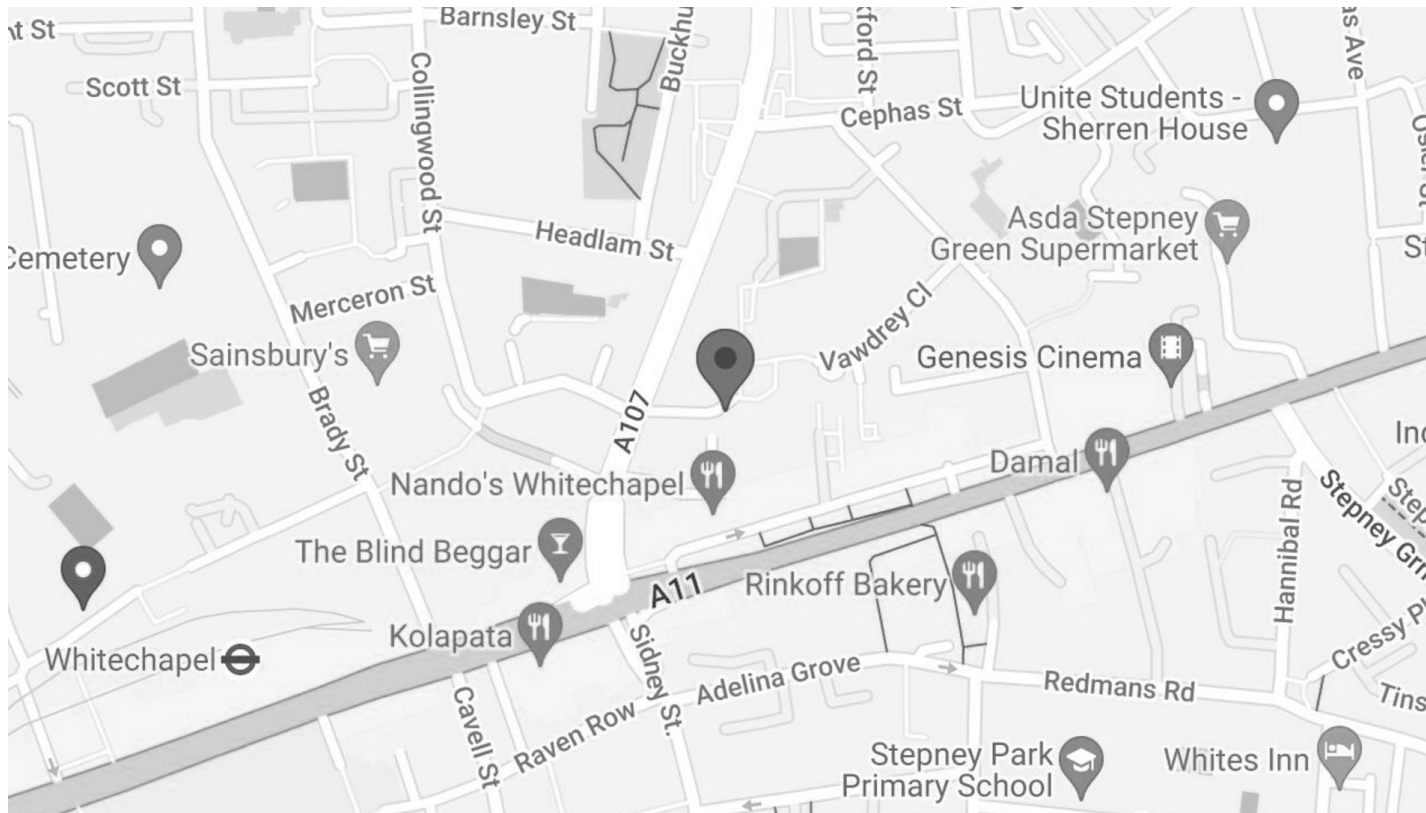 Barnsley St
Scott St
Collingwood St
Cephas St
Unite Students -
Sherren House
Cemetery
Headlam St
Asda Stepney
Green Supermarket
Merceron St
Sainsbury's
Vawdrey Cl
Genesis Cinema
Brady St
A107
Nando's Whitechapel
Damal
Hannibal Rd
The Blind Beggar
A11
Rinkoff Bakery
Kolapata
Whitechapel
Sidney St.
Adelina Grove
Redmans Rd
Raven Row
Cavell St
Stepney Park
Primary School
Whites Inn